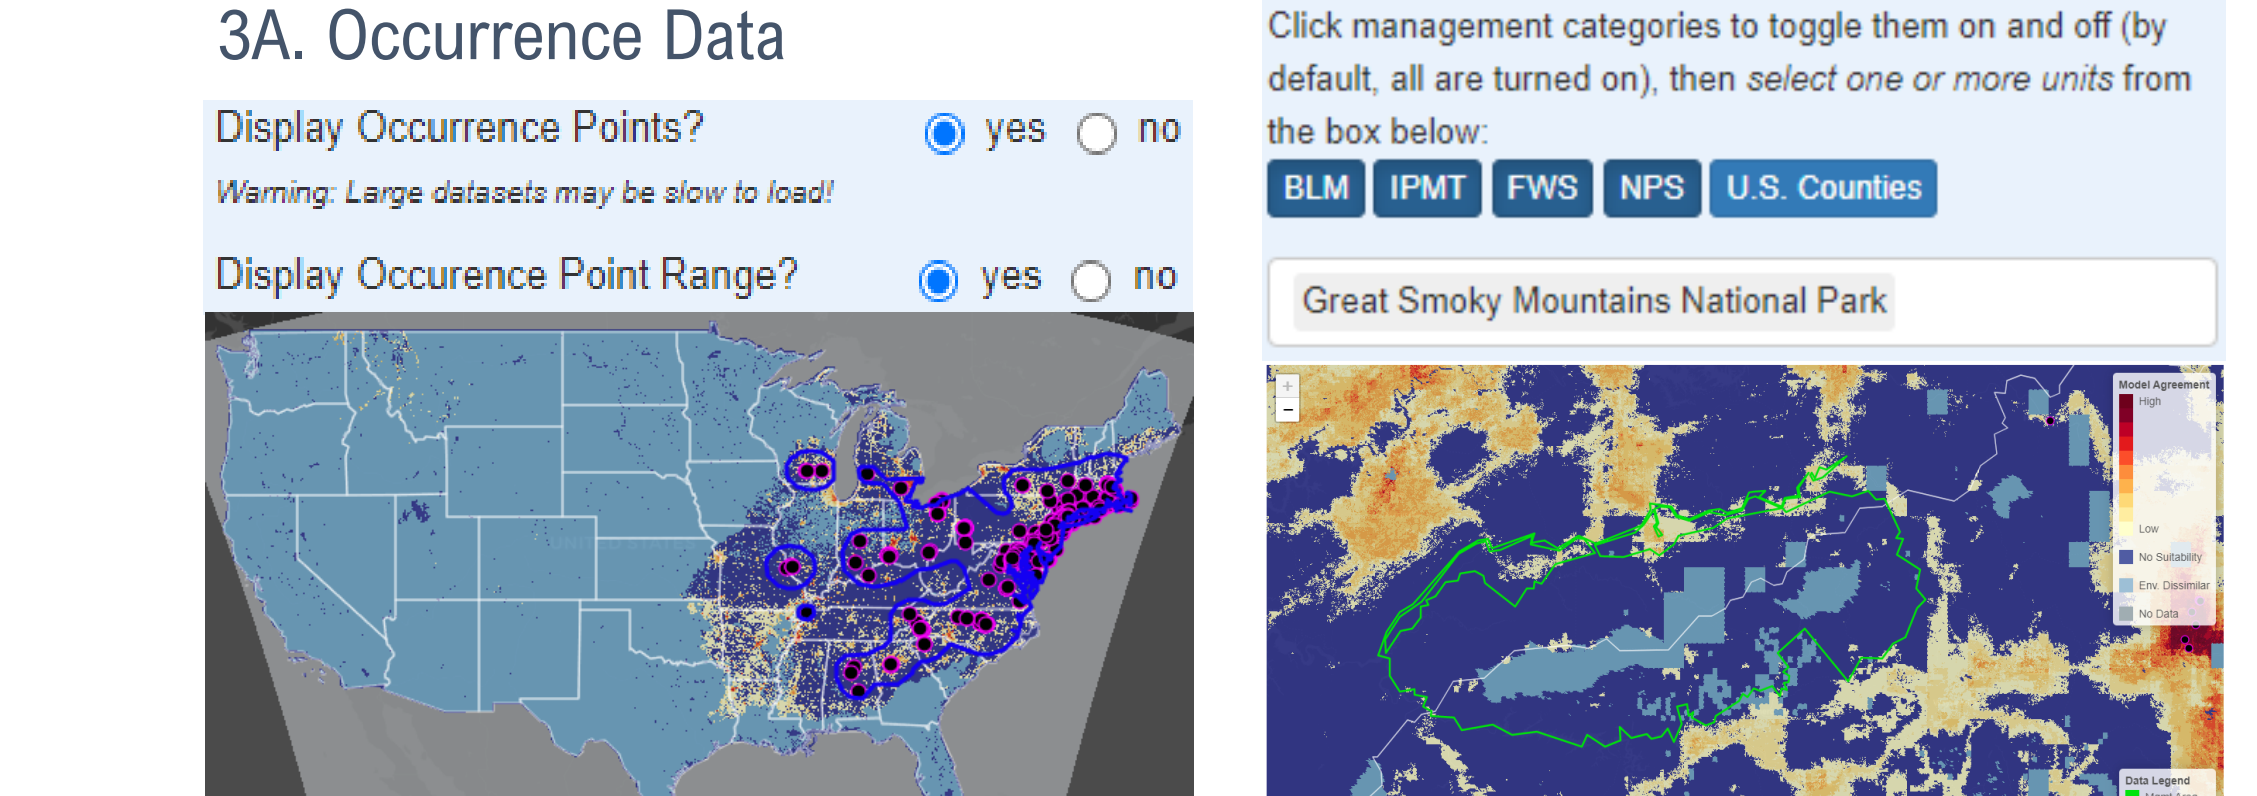 3A. Occurrence Data
Display Occurrence Points? yes no
Warning: Large datasets may be slow to load!
Display Occurence Point Range? yes no
UNITED STATES
Click management categories to toggle them on and off (by
default, all are turned on), then select one or more units from
the box below:
BLM IPMT FWS NPS U.S. Counties
Great Smoky Mountains National Park
+
−
Model Agreement
High
Low
No Suitability
Env. Dissimilar
No Data
Data Legend